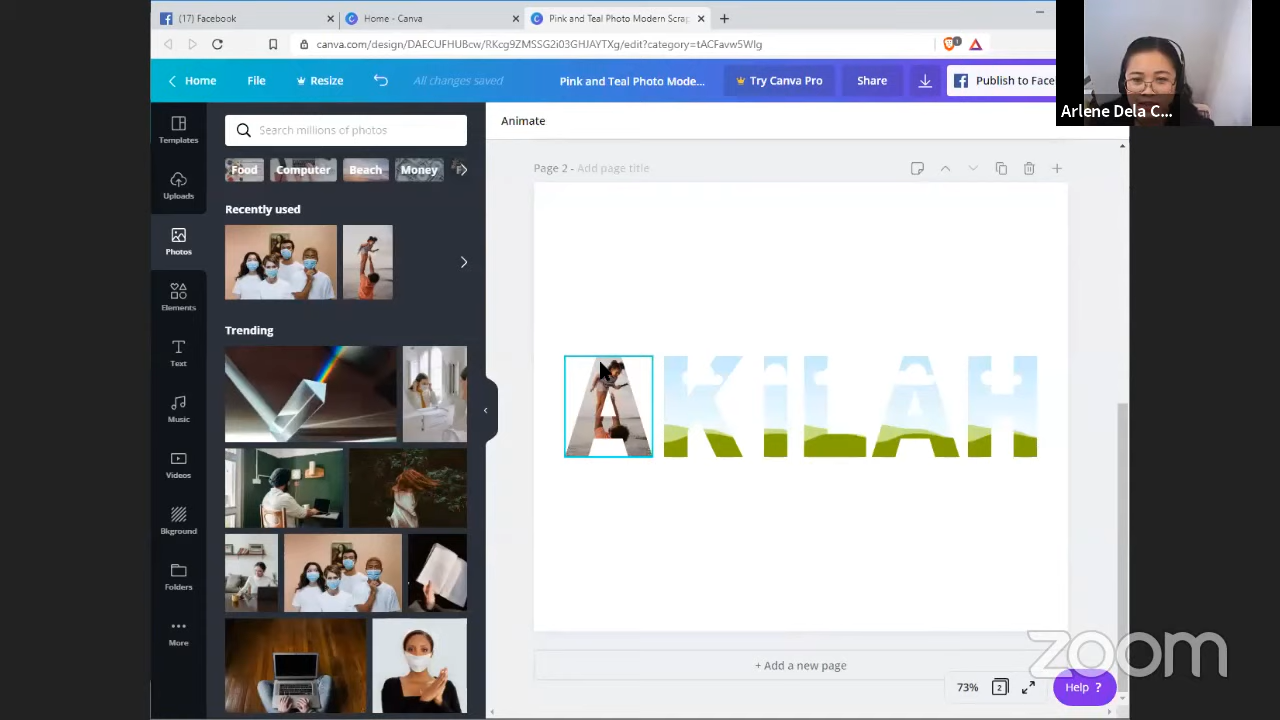 (17) Facebook
Home - Canva
Pink and Teal Photo Modern Scrap
canva.com/design/DAECUFHUBcw/RKcg9ZMSSG2i03GHJAYTXg/edit?category=tACFavw5Wlg
Home
File
Resize
All changes saved
Pink and Teal Photo Mode...
Try Canva Pro
Share
Publish to Face
Arlene Dela C...
Templates
Uploads
Photos
Elements
Text
Music
Videos
Bkground
Folders
More
Search millions of photos
Food
Computer
Beach
Money
Recently used
Trending
Animate
Page 2 - Add page title
AKiLAH
+ Add a new page
73%
2
Help ?
zoom